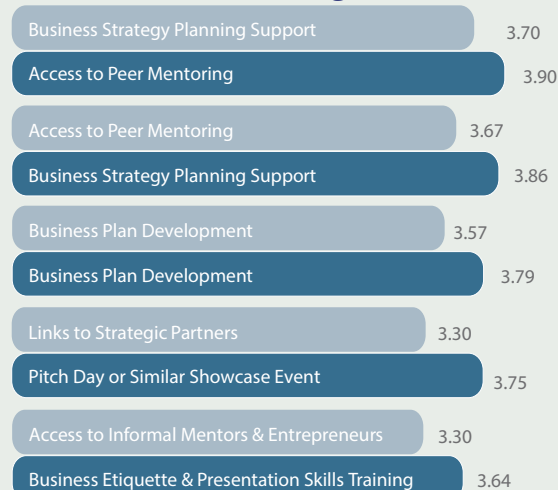 Business Strategy Planning Support 3.70
Access to Peer Mentoring 3.90
Access to Peer Mentoring 3.67
Business Strategy Planning Support 3.86
Business Plan Development 3.57
Business Plan Development 3.79
Links to Strategic Partners 3.30
Pitch Day or Similar Showcase Event 3.75
Access to Informal Mentors & Entrepreneurs 3.30
Business Etiquette & Presentation Skills Training 3.64